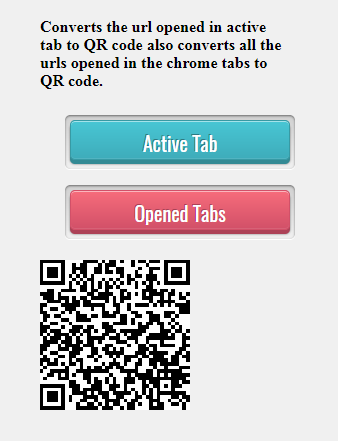 Converts the url opened in active
tab to QR code also converts all the
urls opened in the chrome tabs to
QR code.
Active Tab
Opened Tabs